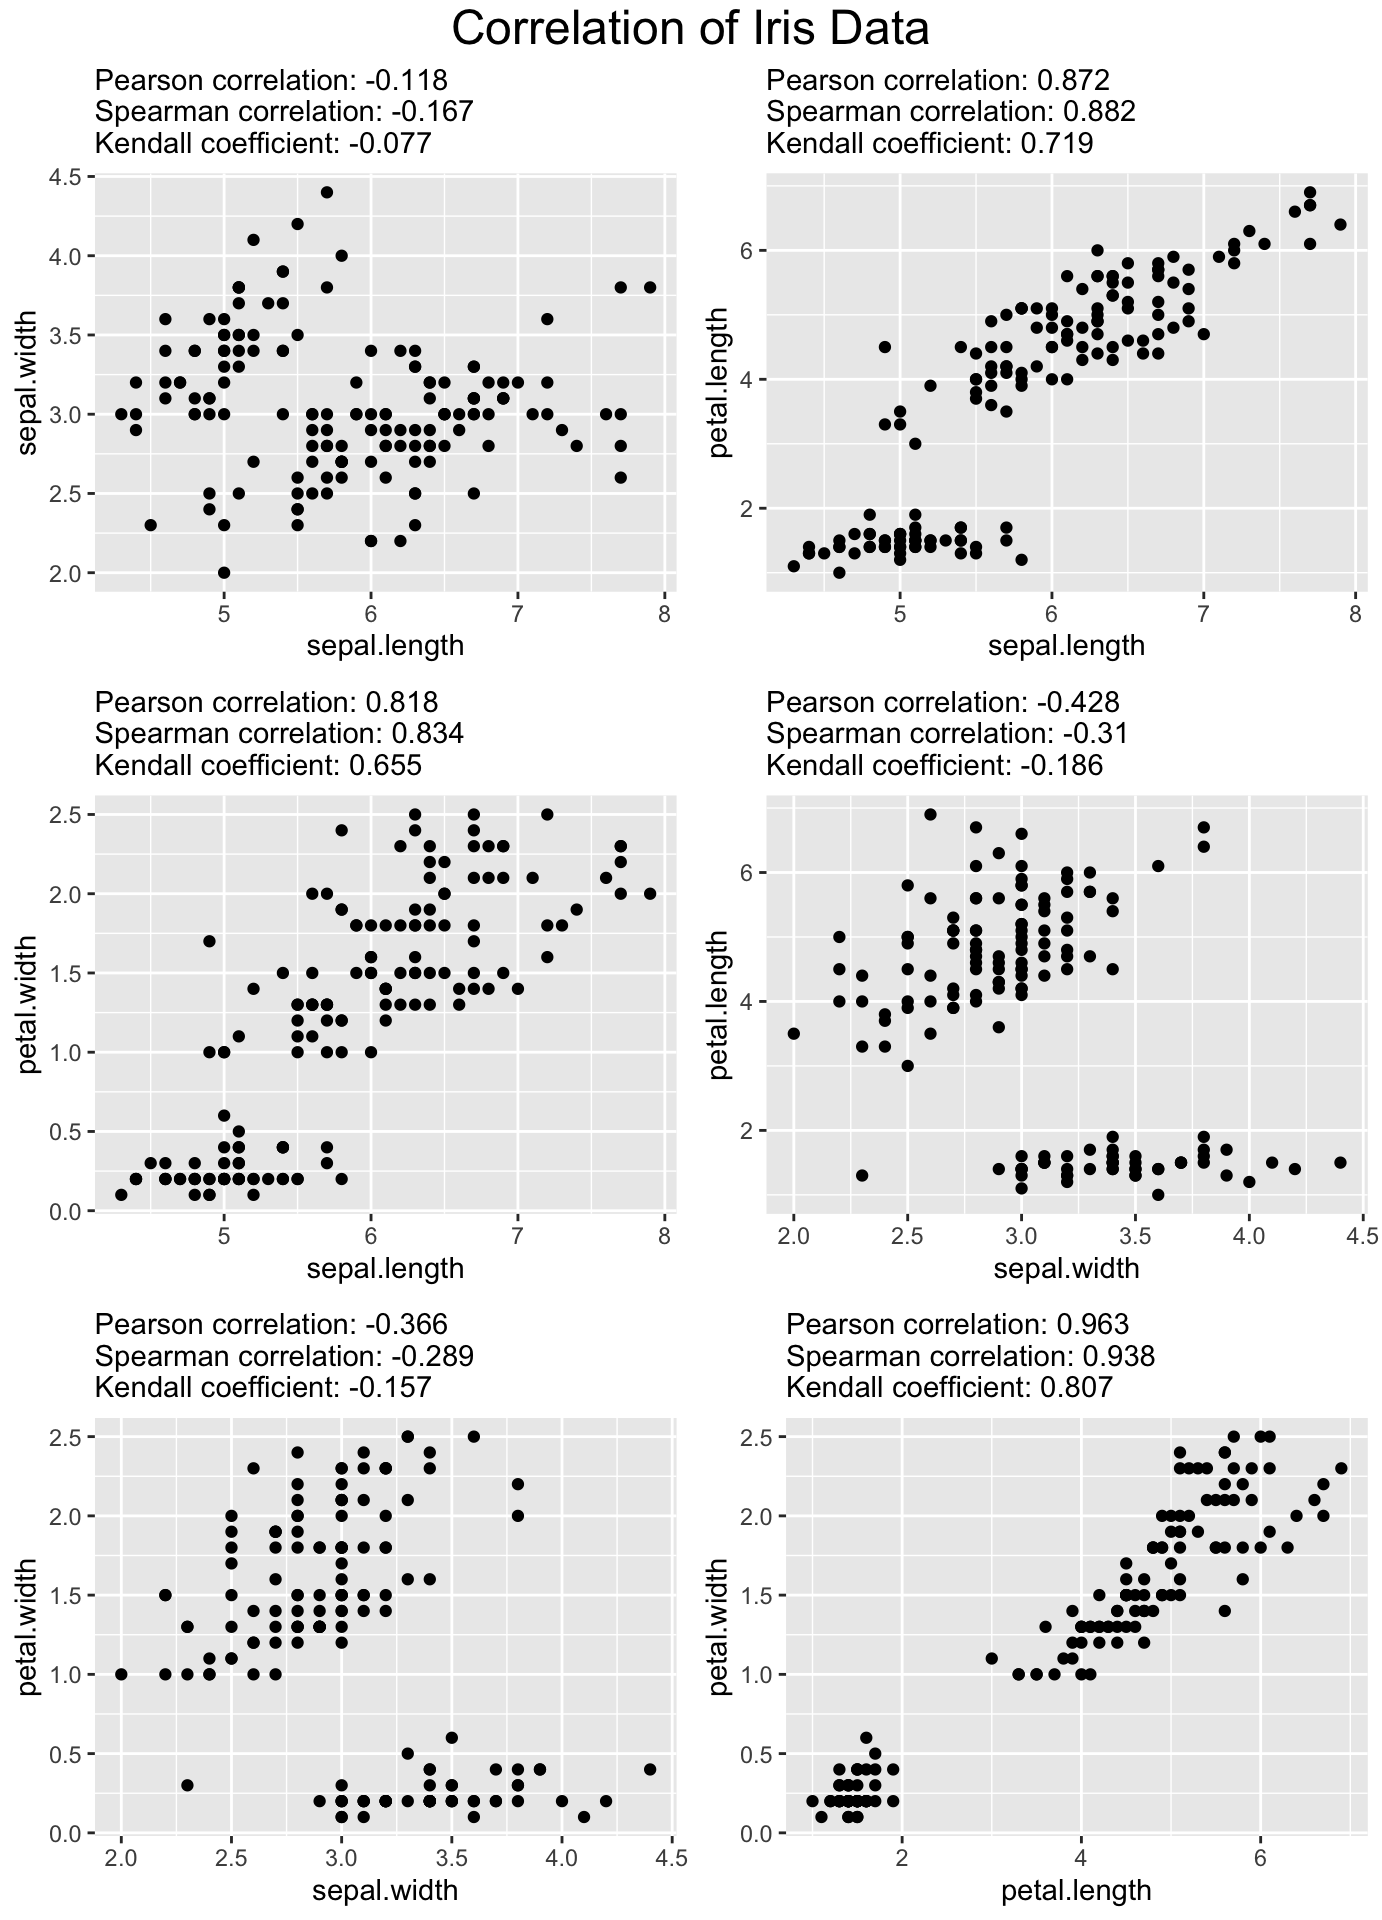 Correlation of Iris Data
Pearson correlation: -0.118
Spearman correlation: -0.167
Kendall coefficient: -0.077
4.5
4.0
3.5
3.0
2.5
2.0
sepal.width
5 6 7 8
sepal.length
Pearson correlation: 0.872
Spearman correlation: 0.882
Kendall coefficient: 0.719
6
4
2
petal.length
5 6 7 8
sepal.length
Pearson correlation: 0.818
Spearman correlation: 0.834
Kendall coefficient: 0.655
2.5
2.0
1.5
1.0
0.5
0.0
petal.width
5 6 7 8
sepal.length
Pearson correlation: -0.428
Spearman correlation: -0.31
Kendall coefficient: -0.186
6
4
2
petal.length
2.0 2.5 3.0 3.5 4.0 4.5
sepal.width
Pearson correlation: -0.366
Spearman correlation: -0.289
Kendall coefficient: -0.157
2.5
2.0
1.5
1.0
0.5
0.0
petal.width
2.0 2.5 3.0 3.5 4.0 4.5
sepal.width
Pearson correlation: 0.963
Spearman correlation: 0.938
Kendall coefficient: 0.807
2.5
2.0
1.5
1.0
0.5
0.0
petal.width
2 4 6
petal.length